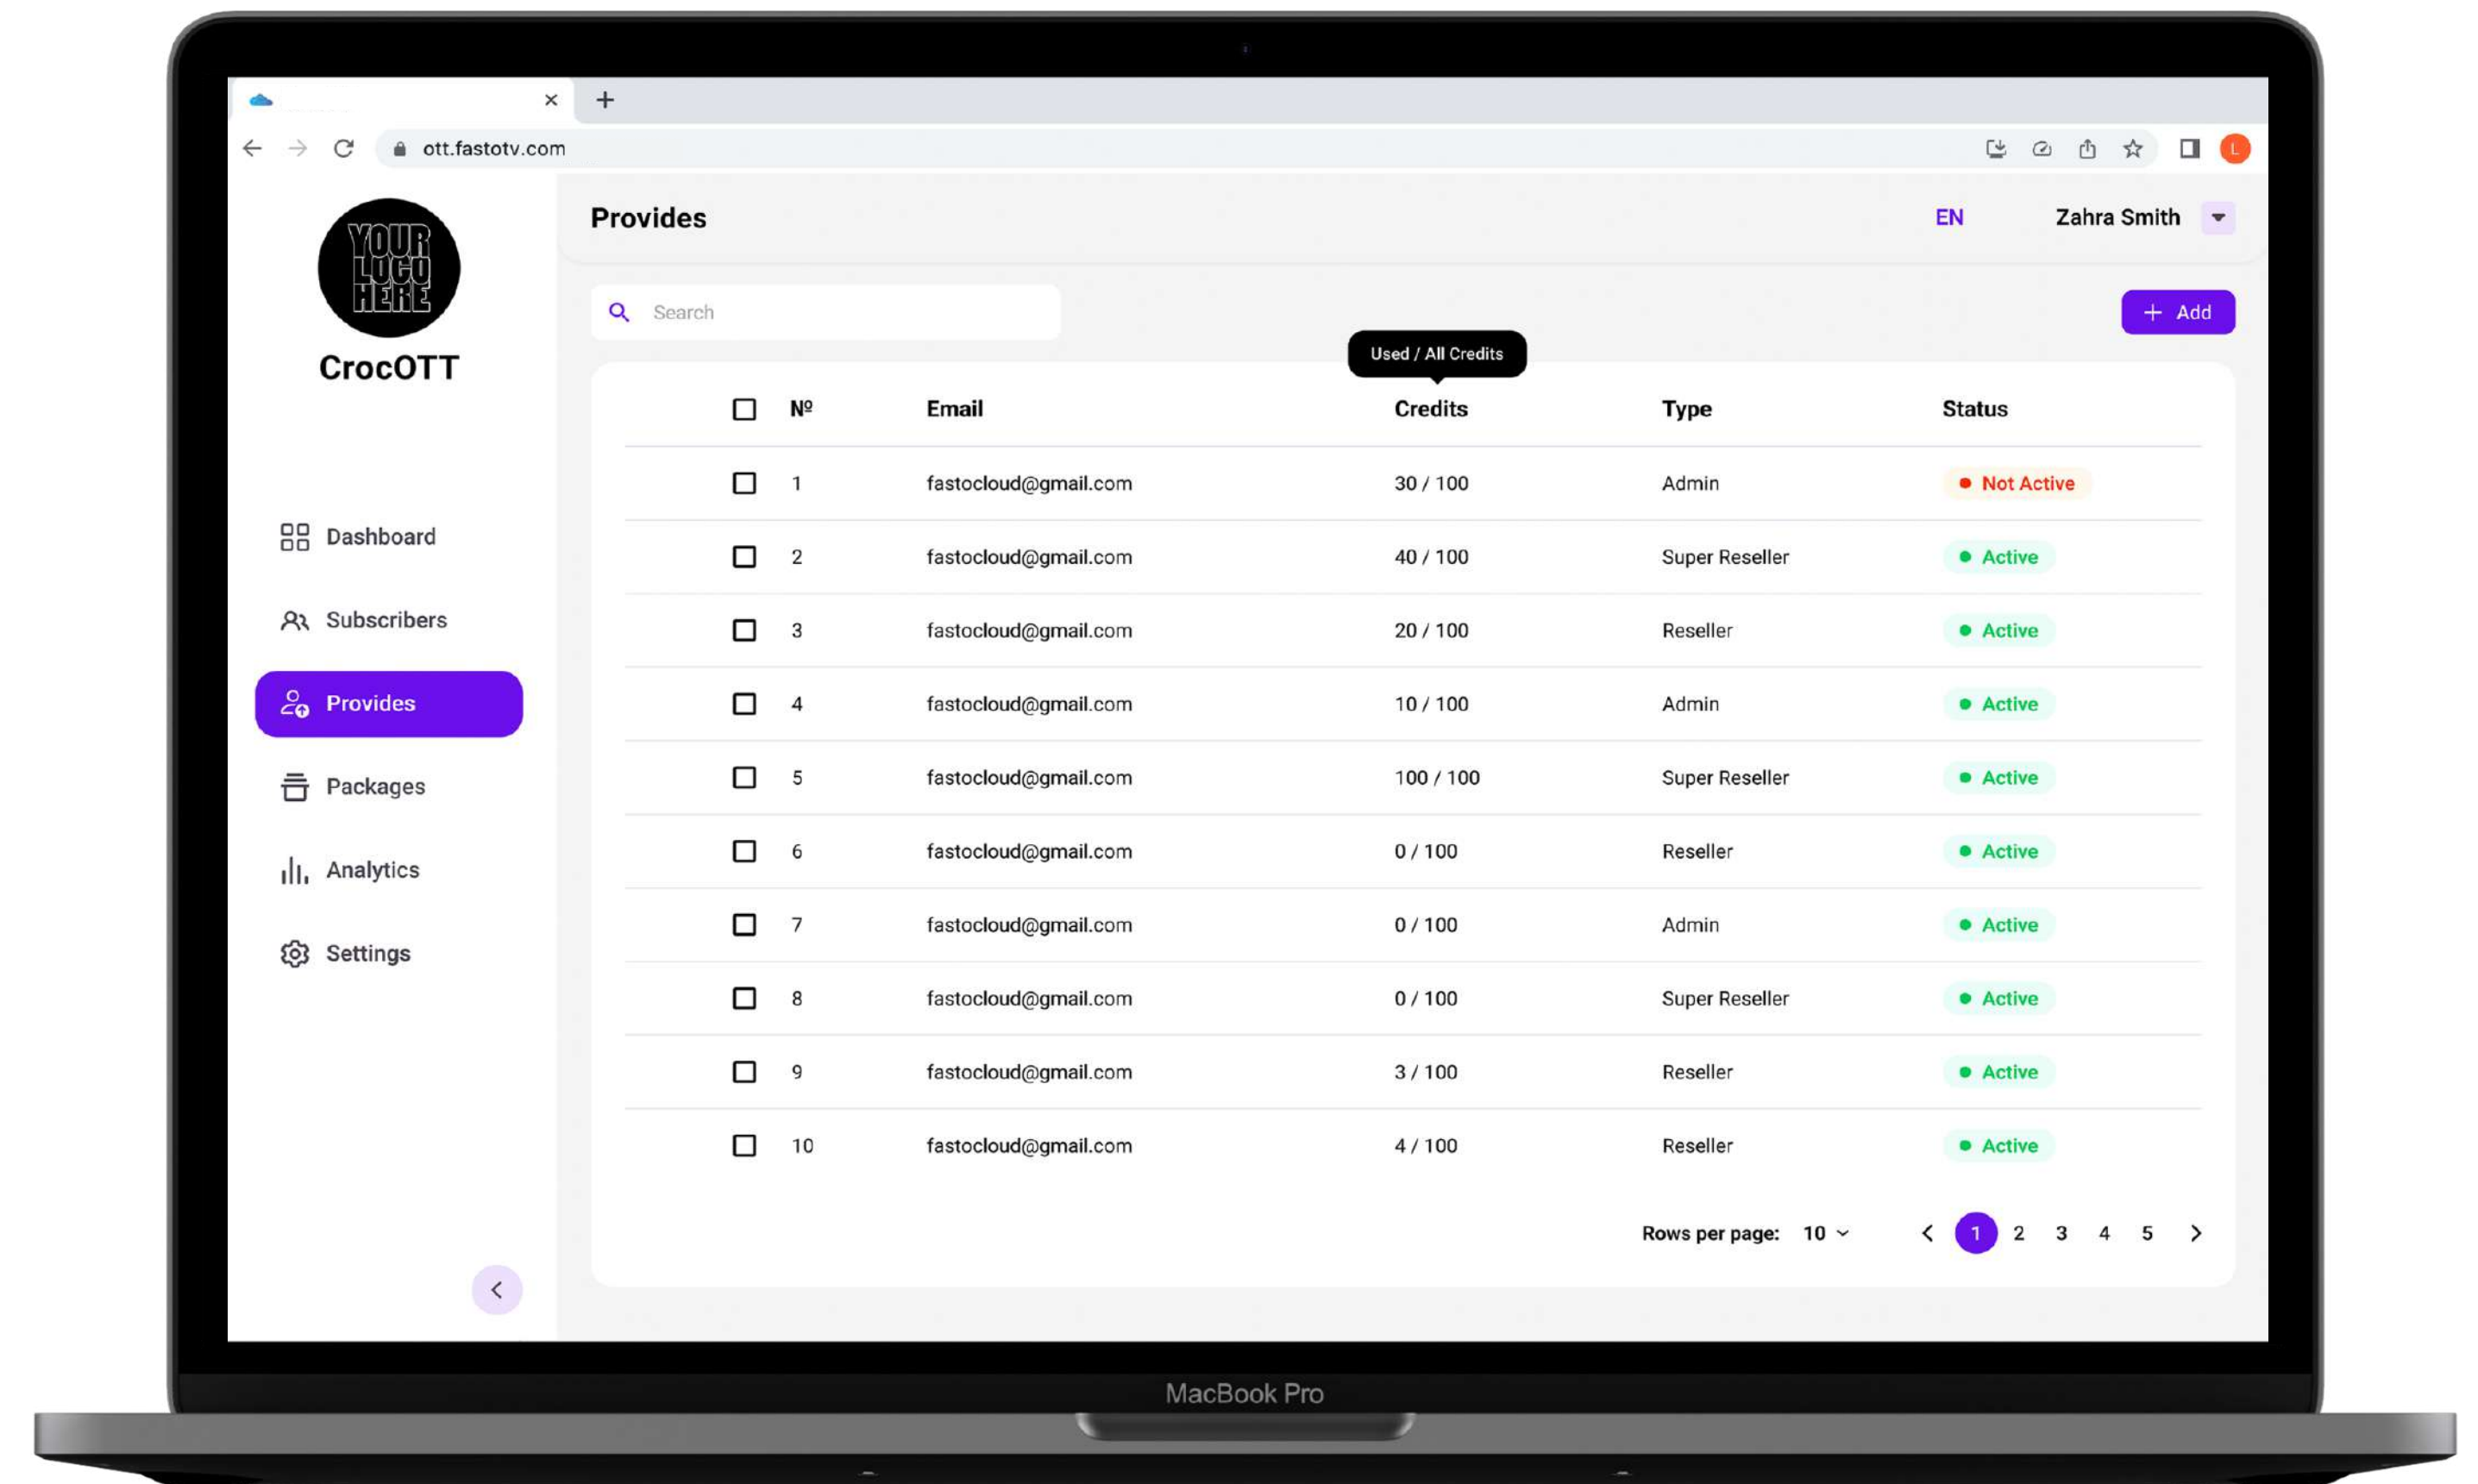 ott.fastotv.com
L
YOUR
LOGO
HERE
CrocOTT
Dashboard
Subscribers
Provides
Packages
Analytics
Settings
Provides
EN
Zahra Smith
Search
+ Add
Used / All Credits
Nº Email Credits Type Status
1 fastocloud@gmail.com 30 / 100 Admin Not Active
2 fastocloud@gmail.com 40 / 100 Super Reseller Active
3 fastocloud@gmail.com 20 / 100 Reseller Active
4 fastocloud@gmail.com 10 / 100 Admin Active
5 fastocloud@gmail.com 100 / 100 Super Reseller Active
6 fastocloud@gmail.com 0 / 100 Reseller Active
7 fastocloud@gmail.com 0 / 100 Admin Active
8 fastocloud@gmail.com 0 / 100 Super Reseller Active
9 fastocloud@gmail.com 3 / 100 Reseller Active
10 fastocloud@gmail.com 4 / 100 Reseller Active
Rows per page: 10 1 2 3 4 5
MacBook Pro